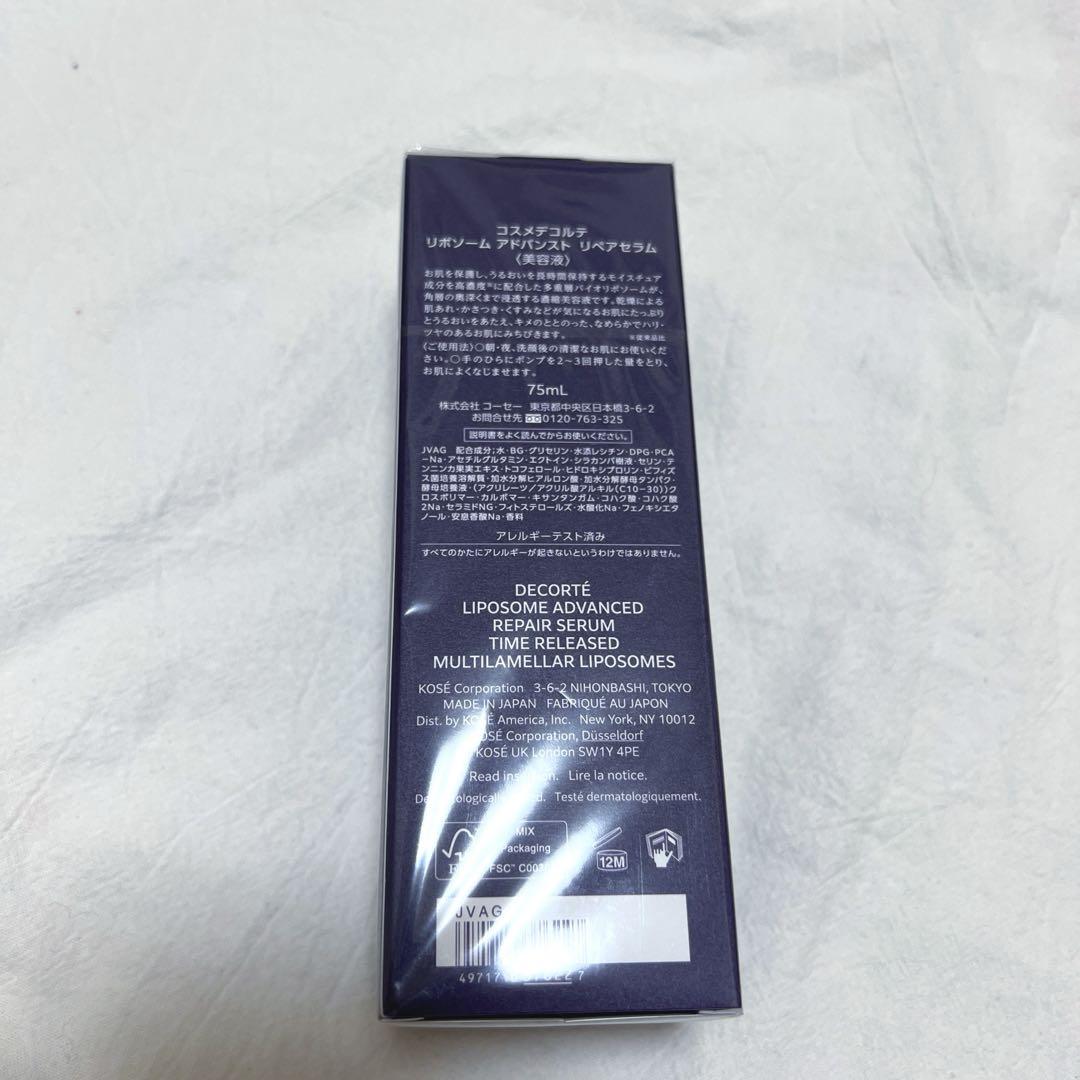 コスメデコルテ
リポソーム アドバンスト リペアセラム
〈美容液〉
お肌を保護し、うるおいを長時間保持するモイスチュア
成分を高濃度※に配合した多重層バイオリポソームが、
角層の奥深くまで浸透する濃縮美容液です。乾燥による
肌あれ・かさつき・くすみなどが気になるお肌にたっぷり
とうるおいをあたえ、キメのととのった、なめらかでハリ・
ツヤのあるお肌にみちびきます。 ※従来品比
〈ご使用法〉○朝・夜、洗顔後の清潔なお肌にお使いくだ
さい。○手のひらにポンプを2~3回押した量をとり、
お肌によくなじませます。
75mL
株式会社 コーセー 東京都中央区日本橋3-6-2
お問合せ先 0120-763-325
説明書をよく読んでからお使いください。
JVAG 配合成分;水・BG・グリセリン・水添レシチン・DPG・PCA
-Na・アセチルグルタミン・エクトイン・シラカンバ樹液・セリン・テ
ンニンカ果実エキス・トコフェロール・ヒドロキシプロリン・ビフィズ
ス菌培養溶解質・加水分解ヒアルロン酸・加水分解酵母タンパク・
酵母培養液・(アクリレーツ/アクリル酸アルキル(C10-30))ク
ロスポリマー・カルボマー・キサンタンガム・コハク酸・コハク酸
2Na・セラミドNG・フィトステロールズ・水酸化Na・フェノキシエタ
ノール・安息香酸Na・香料
アレルギーテスト済み
すべてのかたにアレルギーが起きないというわけではありません。
DECORTÉ
LIPOSOME ADVANCED
REPAIR SERUM
TIME RELEASED
MULTILAMELLAR LIPOSOMES
KOSÉ Corporation 3-6-2 NIHONBASHI, TOKYO
MADE IN JAPAN FABRIQUÉ AU JAPON
Dist. by KOSÉ America, Inc. New York, NY 10012
KOSÉ Corporation, Düsseldorf
KOSÉ UK London SW1Y 4PE
Read Lire la notice.
Testé dermatologiquement.
MIX
Packaging
FSC™
12M
JVAG